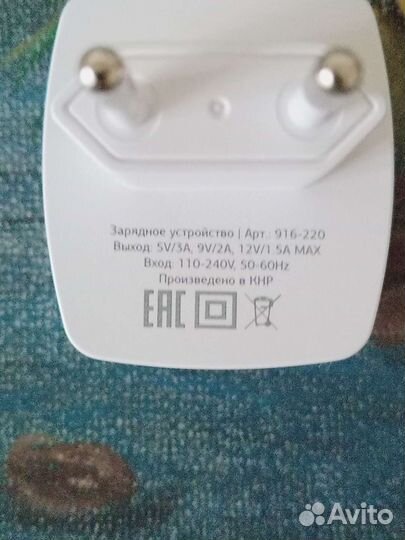 Зарядное устройство | Арт.: 916-220
Выход: 5V/3A, 9V/2A, 12V/1.5A MAX
Вход: 110-240V, 50-60Hz
Произведено в КНР
EAC
Avito